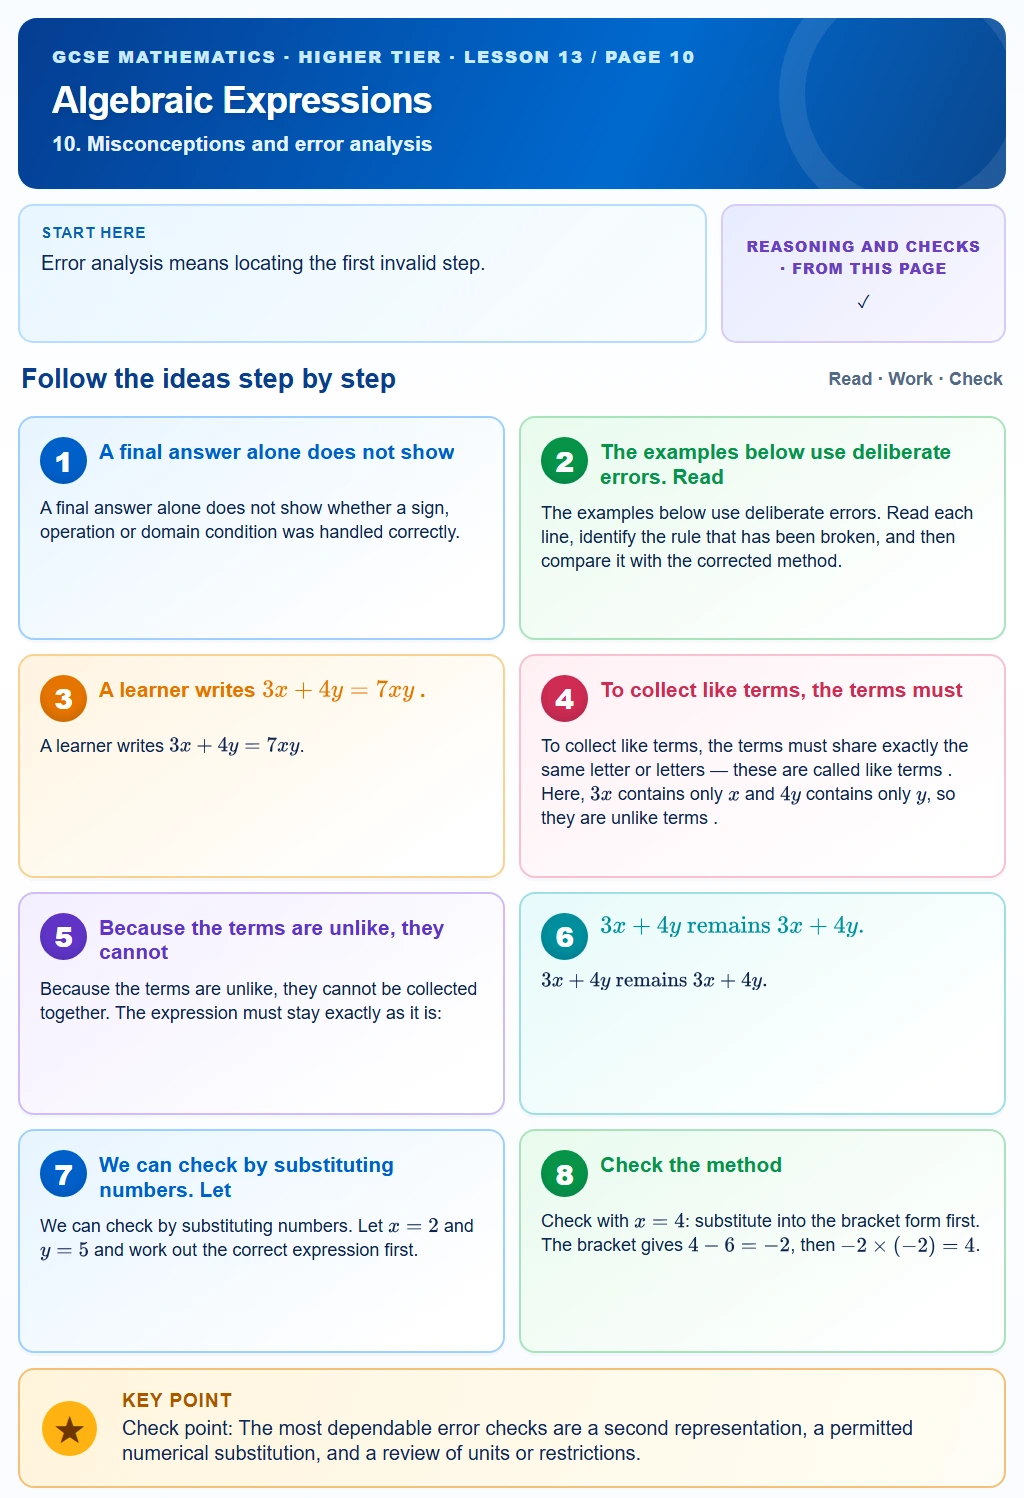 GCSE MATHEMATICS · HIGHER TIER · LESSON 13 / PAGE 10
Algebraic Expressions
10. Misconceptions and error analysis
START HERE
Error analysis means locating the first invalid step.
REASONING AND CHECKS
· FROM THIS PAGE
✓
Follow the ideas step by step
Read · Work · Check
1
A final answer alone does not show
A final answer alone does not show whether a sign,
operation or domain condition was handled correctly.
2
The examples below use deliberate
errors. Read
The examples below use deliberate errors. Read each
line, identify the rule that has been broken, and then
compare it with the corrected method.
3
A learner writes 3x + 4y = 7xy .
A learner writes 3x + 4y = 7xy.
4
To collect like terms, the terms must
To collect like terms, the terms must share exactly the
same letter or letters — these are called like terms .
Here, 3x contains only x and 4y contains only y, so
they are unlike terms .
5
Because the terms are unlike, they
cannot
Because the terms are unlike, they cannot be collected
together. The expression must stay exactly as it is:
6
3x + 4y remains 3x + 4y.
3x + 4y remains 3x + 4y.
7
We can check by substituting
numbers. Let
We can check by substituting numbers. Let x = 2 and
y = 5 and work out the correct expression first.
8
Check the method
Check with x = 4: substitute into the bracket form first.
The bracket gives 4 − 6 = −2, then −2 × (−2) = 4.
KEY POINT
Check point: The most dependable error checks are a second representation, a permitted
numerical substitution, and a review of units or restrictions.